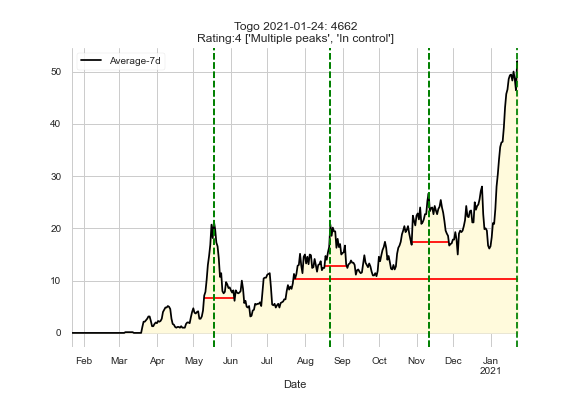 Togo 2021-01-24: 4662
Rating:4 ['Multiple peaks', 'In control']
Average-7d
50
40
30
20
10
0
Feb Mar Apr May Jun Jul Aug Sep Oct Nov Dec Jan
2021
Date